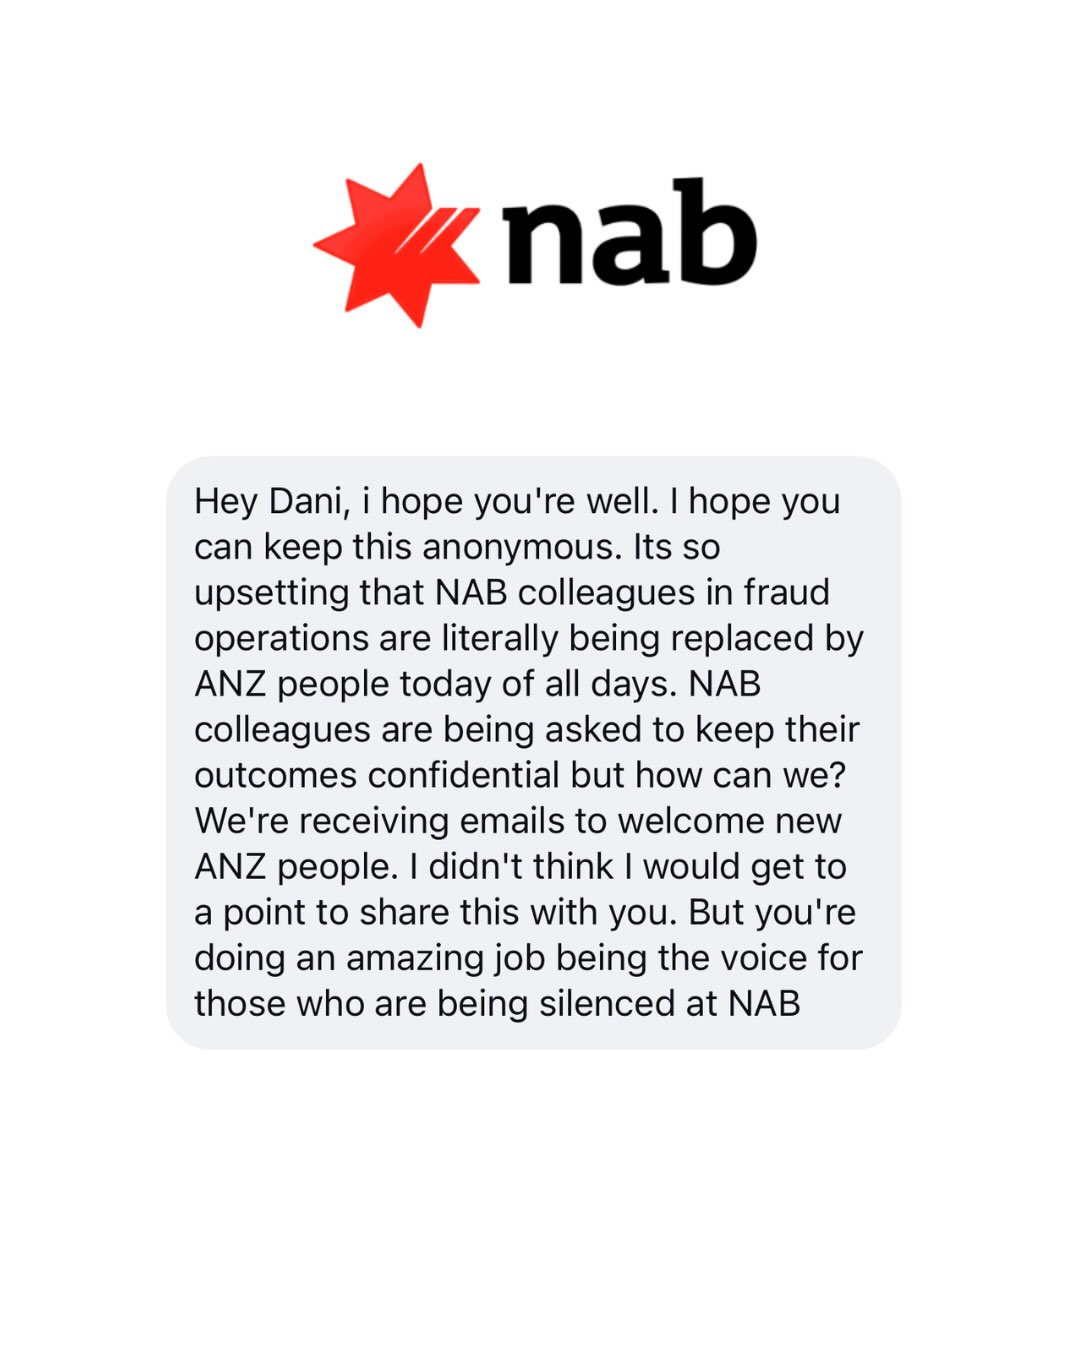 nab
Hey Dani, i hope you're well. I hope you
can keep this anonymous. Its so
upsetting that NAB colleagues in fraud
operations are literally being replaced by
ANZ people today of all days. NAB
colleagues are being asked to keep their
outcomes confidential but how can we?
We're receiving emails to welcome new
ANZ people. I didn't think I would get to
a point to share this with you. But you're
doing an amazing job being the voice for
those who are being silenced at NAB